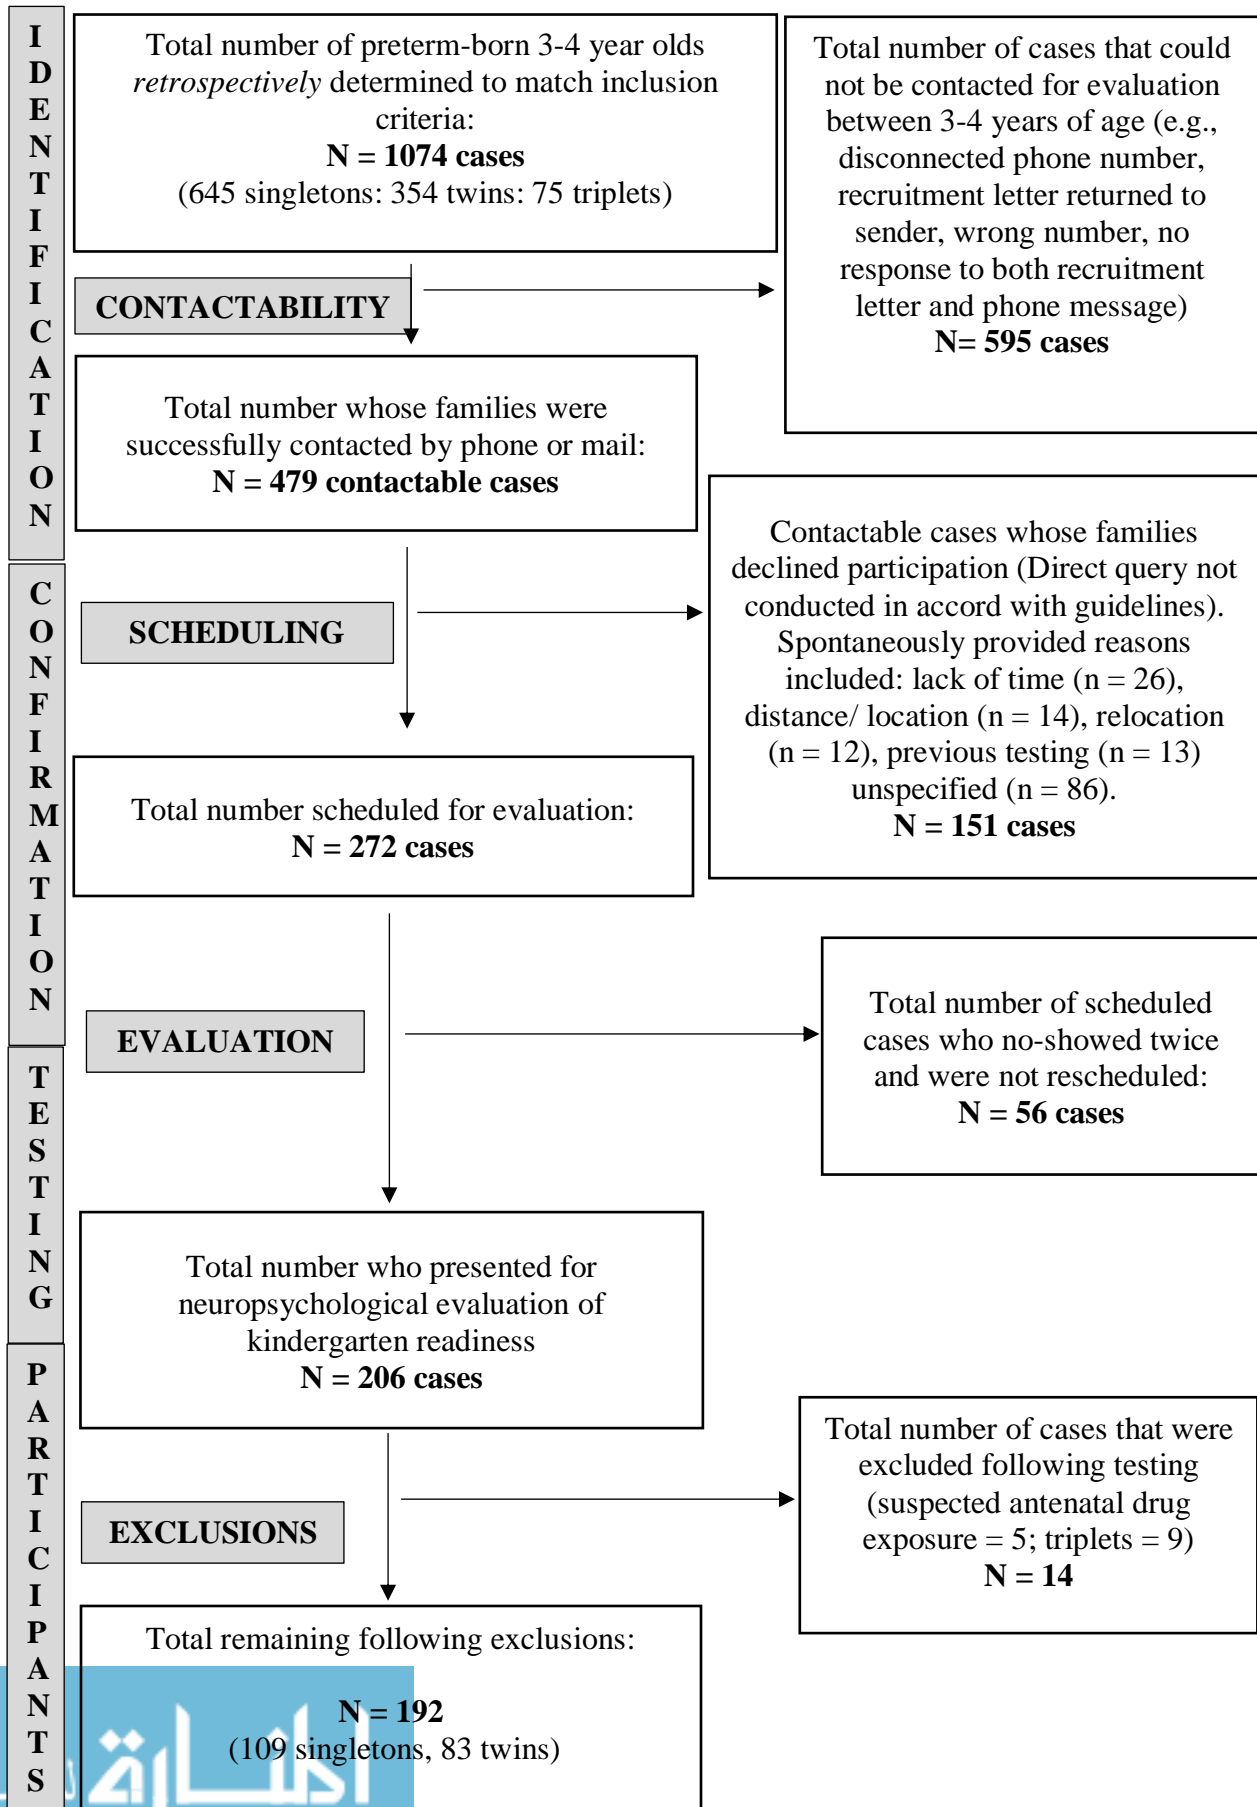 IDENTIFICATION
Total number of preterm-born 3-4 year olds
retrospectively determined to match inclusion
criteria:
N = 1074 cases
(645 singletons: 354 twins: 75 triplets)
Total number of cases that could
not be contacted for evaluation
between 3-4 years of age (e.g.,
disconnected phone number,
recruitment letter returned to
sender, wrong number, no
response to both recruitment
letter and phone message)
N= 595 cases
CONTACTABILITY
Total number whose families were
successfully contacted by phone or mail:
N = 479 contactable cases
CONFIRMATION
SCHEDULING
Contactable cases whose families
declined participation (Direct query not
conducted in accord with guidelines).
Spontaneously provided reasons
included: lack of time (n = 26),
distance/ location (n = 14), relocation
(n = 12), previous testing (n = 13)
unspecified (n = 86).
N = 151 cases
Total number scheduled for evaluation:
N = 272 cases
EVALUATION
Total number of scheduled
cases who no-showed twice
and were not rescheduled:
N = 56 cases
TESTING
Total number who presented for
neuropsychological evaluation of
kindergarten readiness
N = 206 cases
PARTICIPANTS
EXCLUSIONS
Total number of cases that were
excluded following testing
(suspected antenatal drug
exposure = 5; triplets = 9)
N = 14
Total remaining following exclusions:
N = 192
(109 singletons, 83 twins)